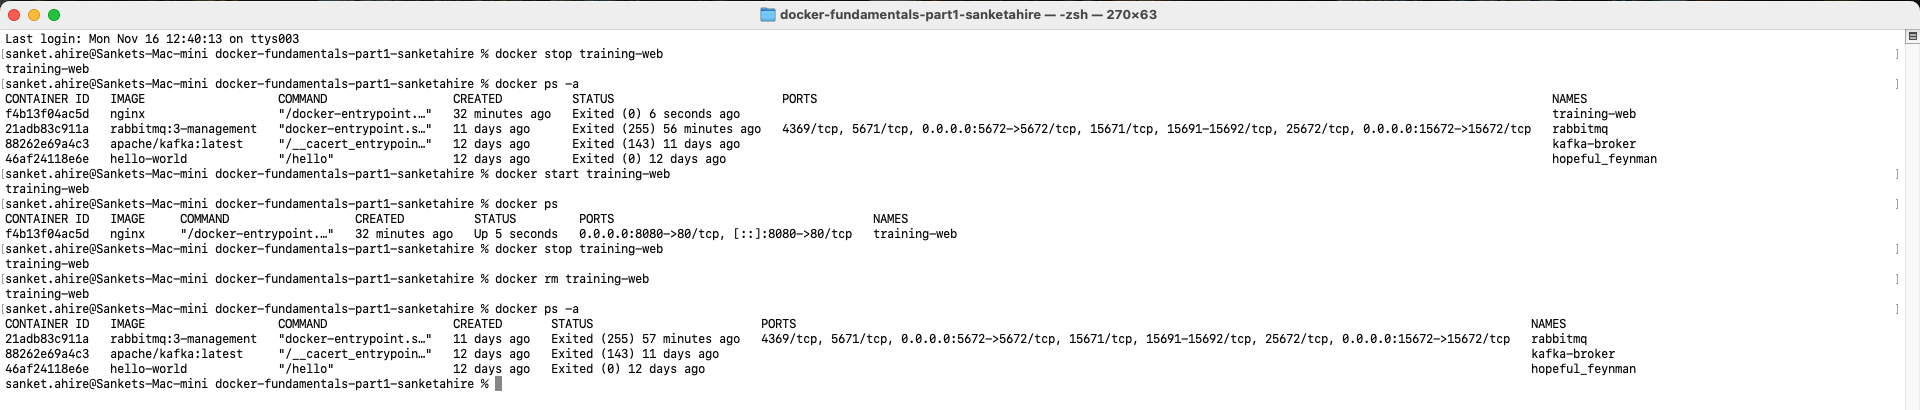 docker-fundamentals-part1-sanketahire — -zsh — 270×63
Last login: Mon Nov 16 12:40:13 on ttys003
[sanket.ahire@Sankets-Mac-mini docker-fundamentals-part1-sanketahire % docker stop training-web ]
training-web
[sanket.ahire@Sankets-Mac-mini docker-fundamentals-part1-sanketahire % docker ps -a ]
CONTAINER ID   IMAGE                   COMMAND                  CREATED          STATUS                        PORTS                                                                                                         NAMES
f4b13f04ac5d   nginx                   "/docker-entrypoint.…"   32 minutes ago   Exited (0) 6 seconds ago                                                                                                                    training-web
21adb83c911a   rabbitmq:3-management   "docker-entrypoint.s…"   11 days ago      Exited (255) 56 minutes ago   4369/tcp, 5671/tcp, 0.0.0.0:5672->5672/tcp, 15671/tcp, 15691-15692/tcp, 25672/tcp, 0.0.0.0:15672->15672/tcp   rabbitmq
88262e69a4c3   apache/kafka:latest     "/__cacert_entrypoin…"   12 days ago      Exited (143) 11 days ago                                                                                                                    kafka-broker
46af24118e6e   hello-world             "/hello"                 12 days ago      Exited (0) 12 days ago                                                                                                                      hopeful_feynman
[sanket.ahire@Sankets-Mac-mini docker-fundamentals-part1-sanketahire % docker start training-web ]
training-web
[sanket.ahire@Sankets-Mac-mini docker-fundamentals-part1-sanketahire % docker ps ]
CONTAINER ID   IMAGE     COMMAND                  CREATED          STATUS         PORTS                                     NAMES
f4b13f04ac5d   nginx     "/docker-entrypoint.…"   32 minutes ago   Up 5 seconds   0.0.0.0:8080->80/tcp, [::]:8080->80/tcp   training-web
[sanket.ahire@Sankets-Mac-mini docker-fundamentals-part1-sanketahire % docker stop training-web ]
training-web
[sanket.ahire@Sankets-Mac-mini docker-fundamentals-part1-sanketahire % docker rm training-web ]
training-web
[sanket.ahire@Sankets-Mac-mini docker-fundamentals-part1-sanketahire % docker ps -a ]
CONTAINER ID   IMAGE                   COMMAND                  CREATED       STATUS                        PORTS                                                                                                         NAMES
21adb83c911a   rabbitmq:3-management   "docker-entrypoint.s…"   11 days ago   Exited (255) 57 minutes ago   4369/tcp, 5671/tcp, 0.0.0.0:5672->5672/tcp, 15671/tcp, 15691-15692/tcp, 25672/tcp, 0.0.0.0:15672->15672/tcp   rabbitmq
88262e69a4c3   apache/kafka:latest     "/__cacert_entrypoin…"   12 days ago   Exited (143) 11 days ago                                                                                                                    kafka-broker
46af24118e6e   hello-world             "/hello"                 12 days ago   Exited (0) 12 days ago                                                                                                                      hopeful_feynman
sanket.ahire@Sankets-Mac-mini docker-fundamentals-part1-sanketahire %